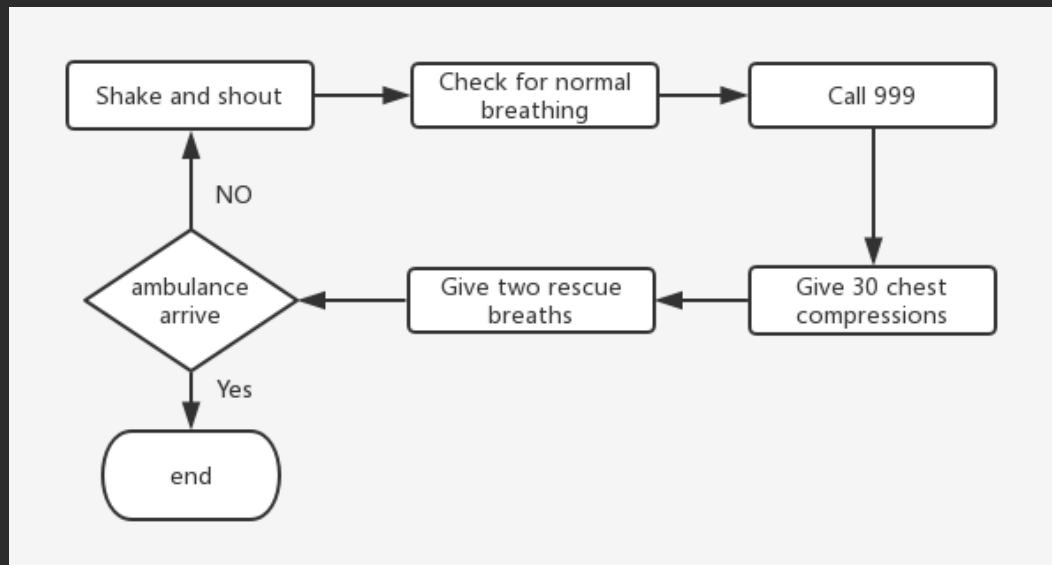 Shake and shout
Check for normal
breathing
Call 999
NO
ambulance
arrive
Give two rescue
breaths
Give 30 chest
compressions
Yes
end